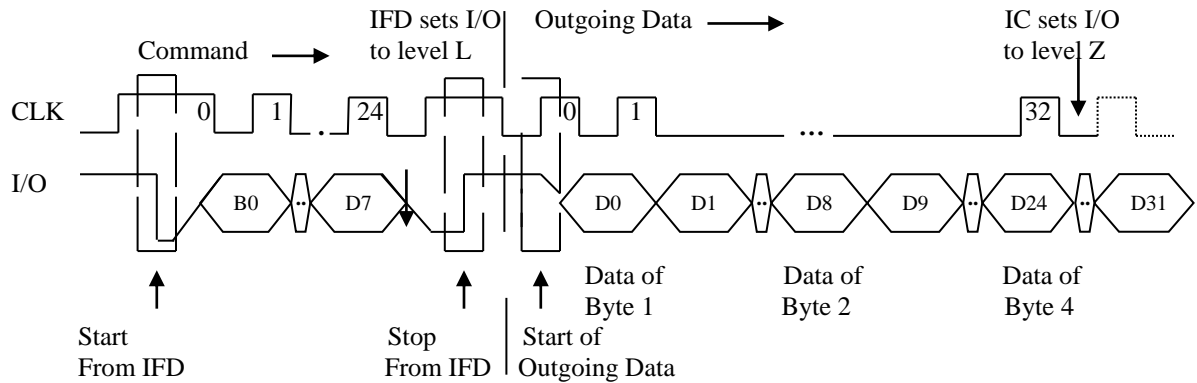 IFD sets I/O
to level L
Outgoing Data
IC sets I/O
to level Z
Command
CLK
0
1
24
0
1
...
32
I/O
B0
..
D7
D0
D1
..
D8
D9
..
D24
..
D31
Data of
Byte 1
Data of
Byte 2
Data of
Byte 4
Start
From IFD
Stop
From IFD
Start of
Outgoing Data